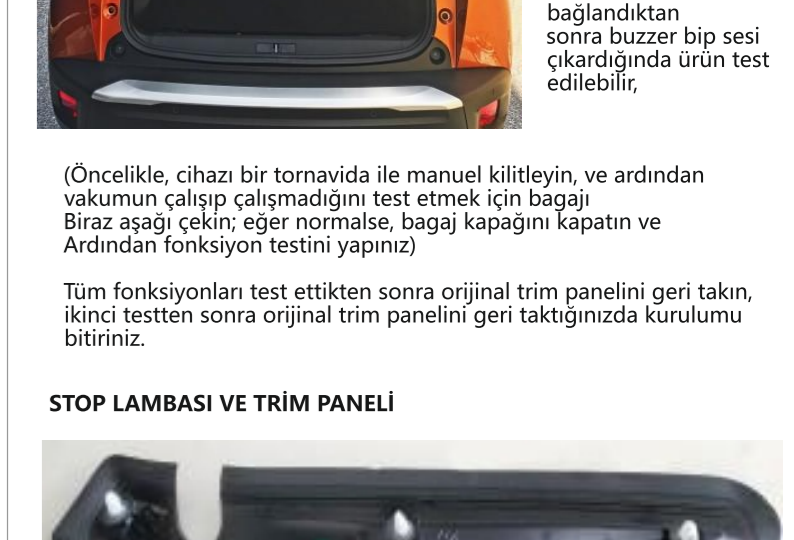 bağlandıktan
sonra buzzer bip sesi
çıkardığında ürün test
edilebilir,
(Öncelikle, cihazı bir tornavida ile manuel kilitleyin, ve ardından
vakumun çalışıp çalışmadığını test etmek için bagajı
Biraz aşağı çekin; eğer normalse, bagaj kapağını kapatın ve
Ardından fonksiyon testini yapınız)
Tüm fonksiyonları test ettikten sonra orijinal trim panelini geri takın,
ikinci testten sonra orijinal trim panelini geri taktığınızda kurulumu
bitiriniz.
STOP LAMBASI VE TRİM PANELİ